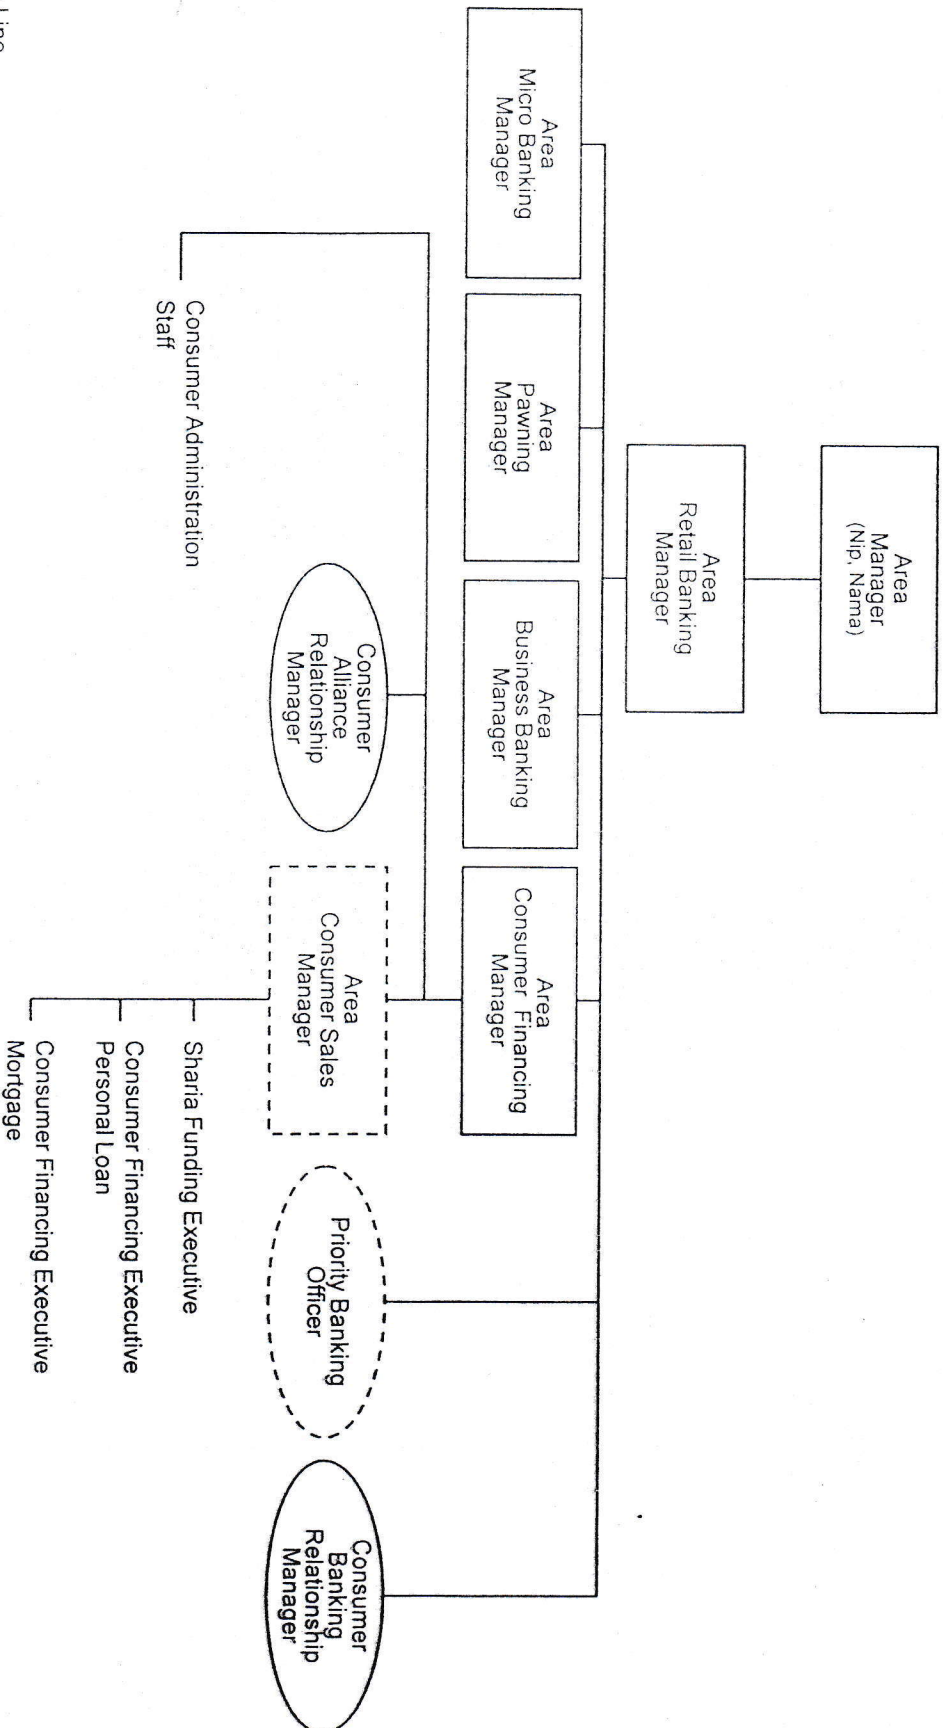 Area
Manager
(Nip, Nama)
Area
Retail Banking
Manager
Area
Micro Banking
Manager
Area
Pawning
Manager
Area
Business Banking
Manager
Area
Consumer Financing
Manager
Consumer Administration
Staff
Consumer
Alliance
Relationship
Manager
Area
Consumer Sales
Manager
Priority Banking
Officer
Consumer
Banking
Relationship
Manager
Sharia Funding Executive
Consumer Financing Executive
Personal Loan
Consumer Financing Executive
Mortgage
Line